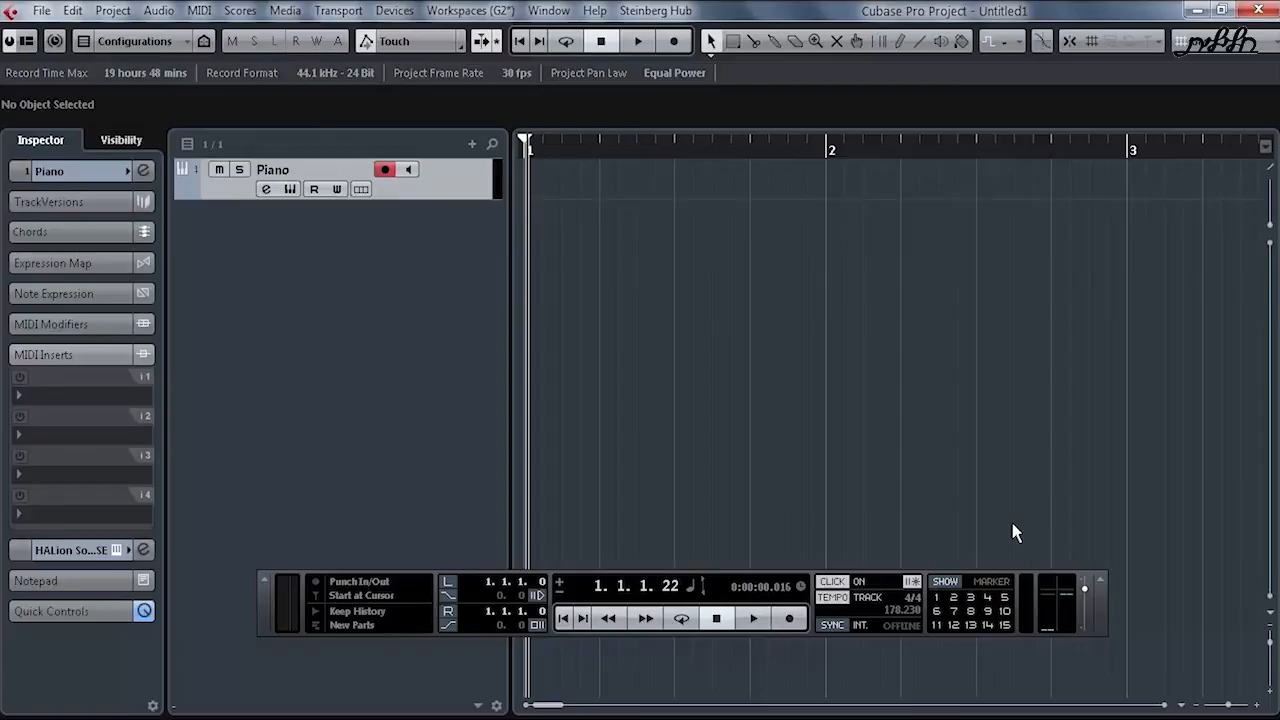 File Edit Project Audio MIDI Scores Media Transport Devices Workspaces (G2*) Window Help Steinberg Hub Cubase Pro Project - Untitled1
Configurations M S L R W A Touch
Record Time Max 19 hours 48 mins Record Format 44.1 kHz - 24 Bit Project Frame Rate 30 fps Project Pan Law Equal Power
No Object Selected
Inspector Visibility
1 / 1
1 2 3
1 Piano
1 m S Piano
e R W
TrackVersions
Chords
Expression Map
Note Expression
MIDI Modifiers
MIDI Inserts
i 1
i 2
i 3
i 4
HALion So...SE
Notepad
Quick Controls
Punch In/Out
Start at Cursor
Keep History
New Parts
L 1. 1. 1. 0
0. 0
R 1. 1. 1. 0
0. 0
1. 1. 1. 22 0:00:00.016
CLICK ON
TEMPO TRACK 4/4
178.230
SYNC INT. OFFLINE
SHOW MARKER
1 2 3 4 5
6 7 8 9 10
11 12 13 14 15